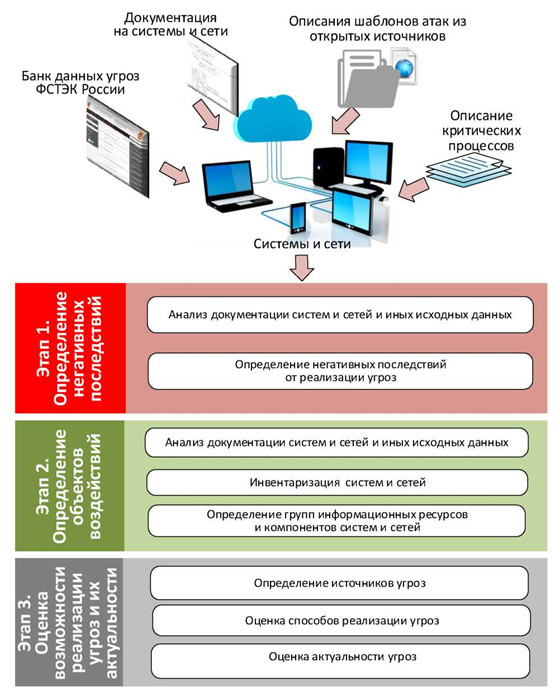 Документация
на системы и сети
Описания шаблонов атак из
открытых источников
Банк данных угроз
ФСТЭК России
Описание
критических
процессов
Системы и сети
Этап 1.
Определение
негативных
последствий
Анализ документации систем и сетей и иных исходных данных
Определение негативных последствий
от реализации угроз
Этап 2.
Определение
объектов
воздействий
Анализ документации систем и сетей и иных исходных данных
Инвентаризация систем и сетей
Определение групп информационных ресурсов
и компонентов систем и сетей
Этап 3.
Оценка
возможности
реализации
угроз и их
актуальности
Определение источников угроз
Оценка способов реализации угроз
Оценка актуальности угроз